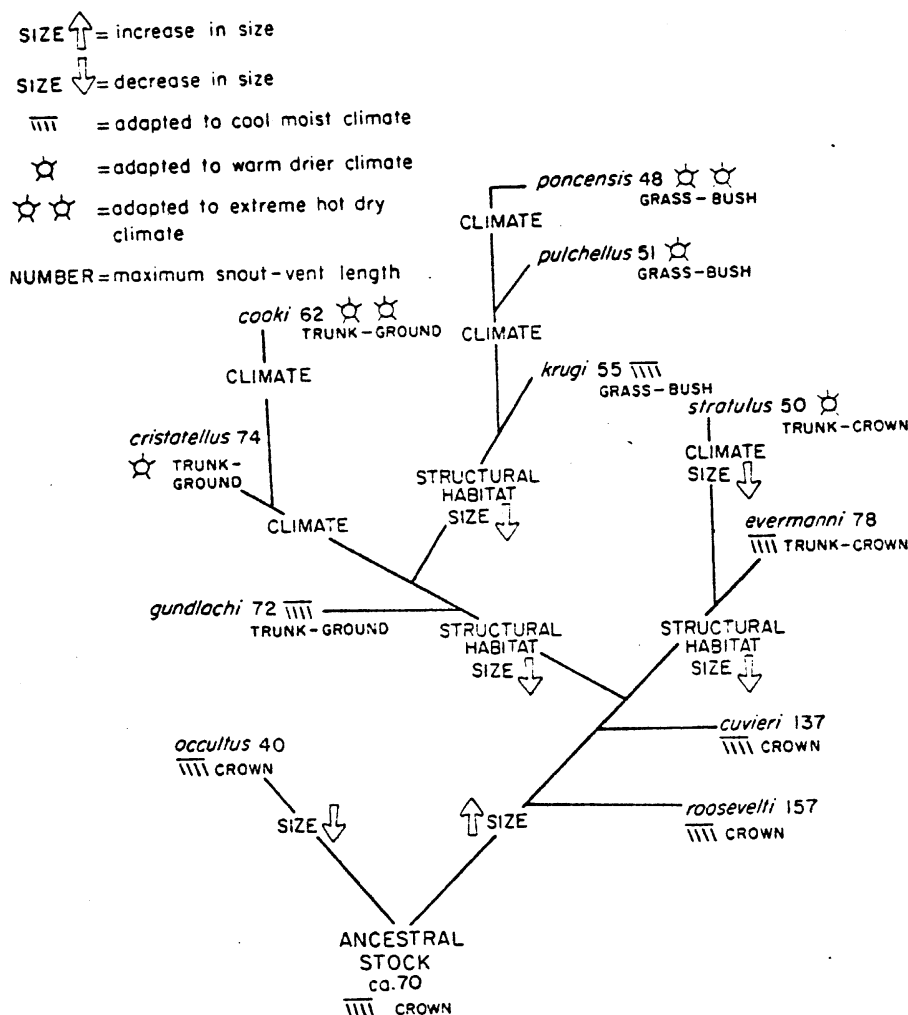 SIZE = increase in size
SIZE = decrease in size
= adapted to cool moist climate
= adapted to warm drier climate
= adapted to extreme hot dry
climate
NUMBER = maximum snout-vent length
poncensis 48
GRASS-BUSH
CLIMATE
pulchellus 51
GRASS-BUSH
cooki 62
TRUNK-GROUND
CLIMATE
CLIMATE
krugi 55
GRASS-BUSH
stratulus 50
TRUNK-CROWN
cristatellus 74
TRUNK-
GROUND
CLIMATE
SIZE
STRUCTURAL
HABITAT
SIZE
CLIMATE
evermanni 78
TRUNK-CROWN
gundlachi 72
TRUNK-GROUND
STRUCTURAL
HABITAT
SIZE
STRUCTURAL
HABITAT
SIZE
cuvieri 137
CROWN
occultus 40
CROWN
SIZE
SIZE
roosevelti 157
CROWN
ANCESTRAL
STOCK
ca. 70
CROWN